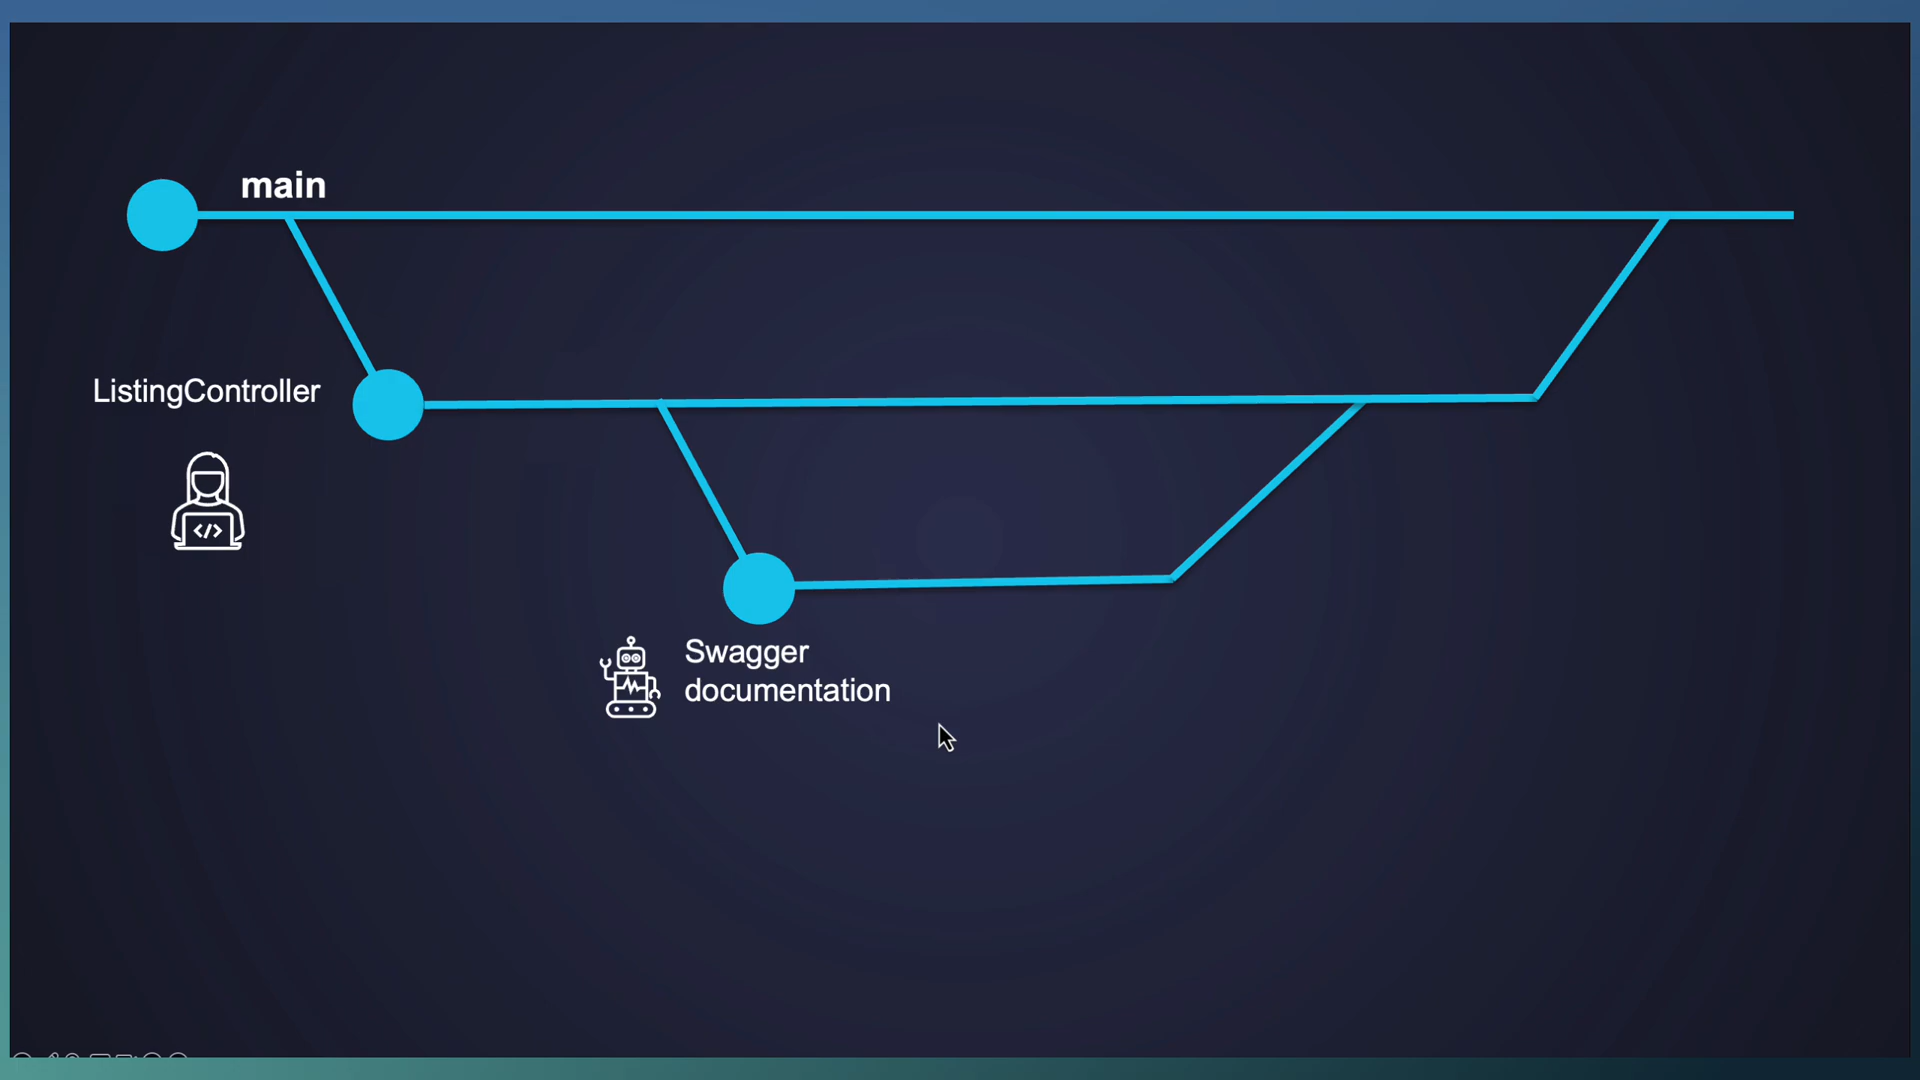 main
ListingController
</>
Swagger
documentation